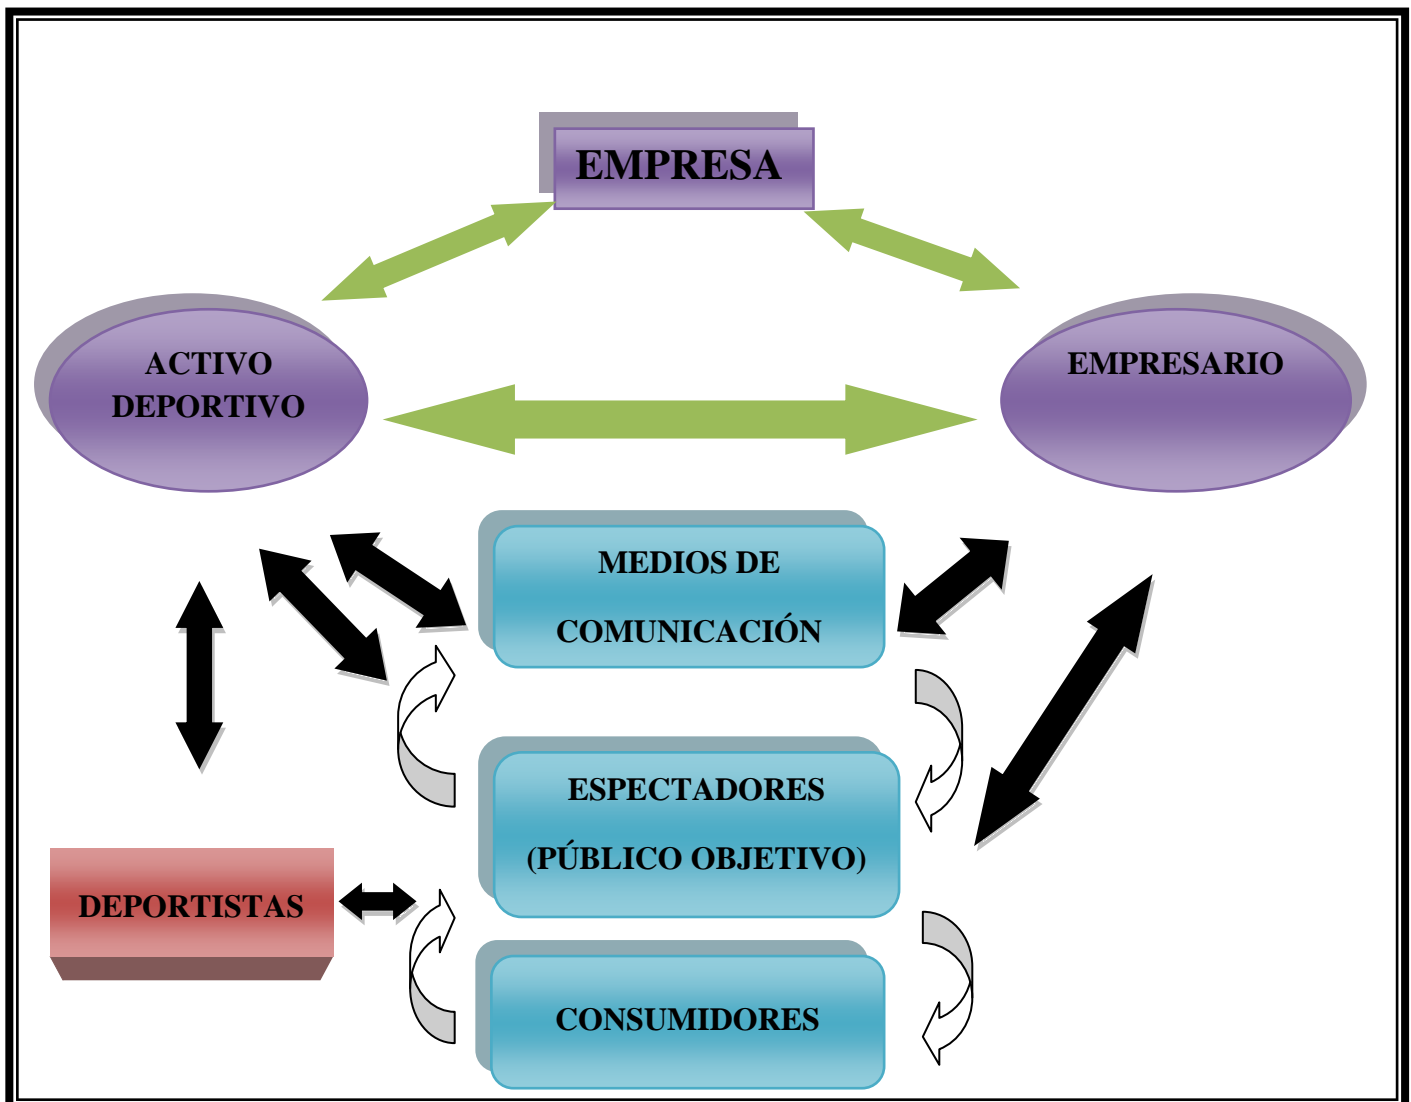 EMPRESA
ACTIVO
DEPORTIVO
EMPRESARIO
MEDIOS DE
COMUNICACIÓN
ESPECTADORES
(PÚBLICO OBJETIVO)
DEPORTISTAS
CONSUMIDORES